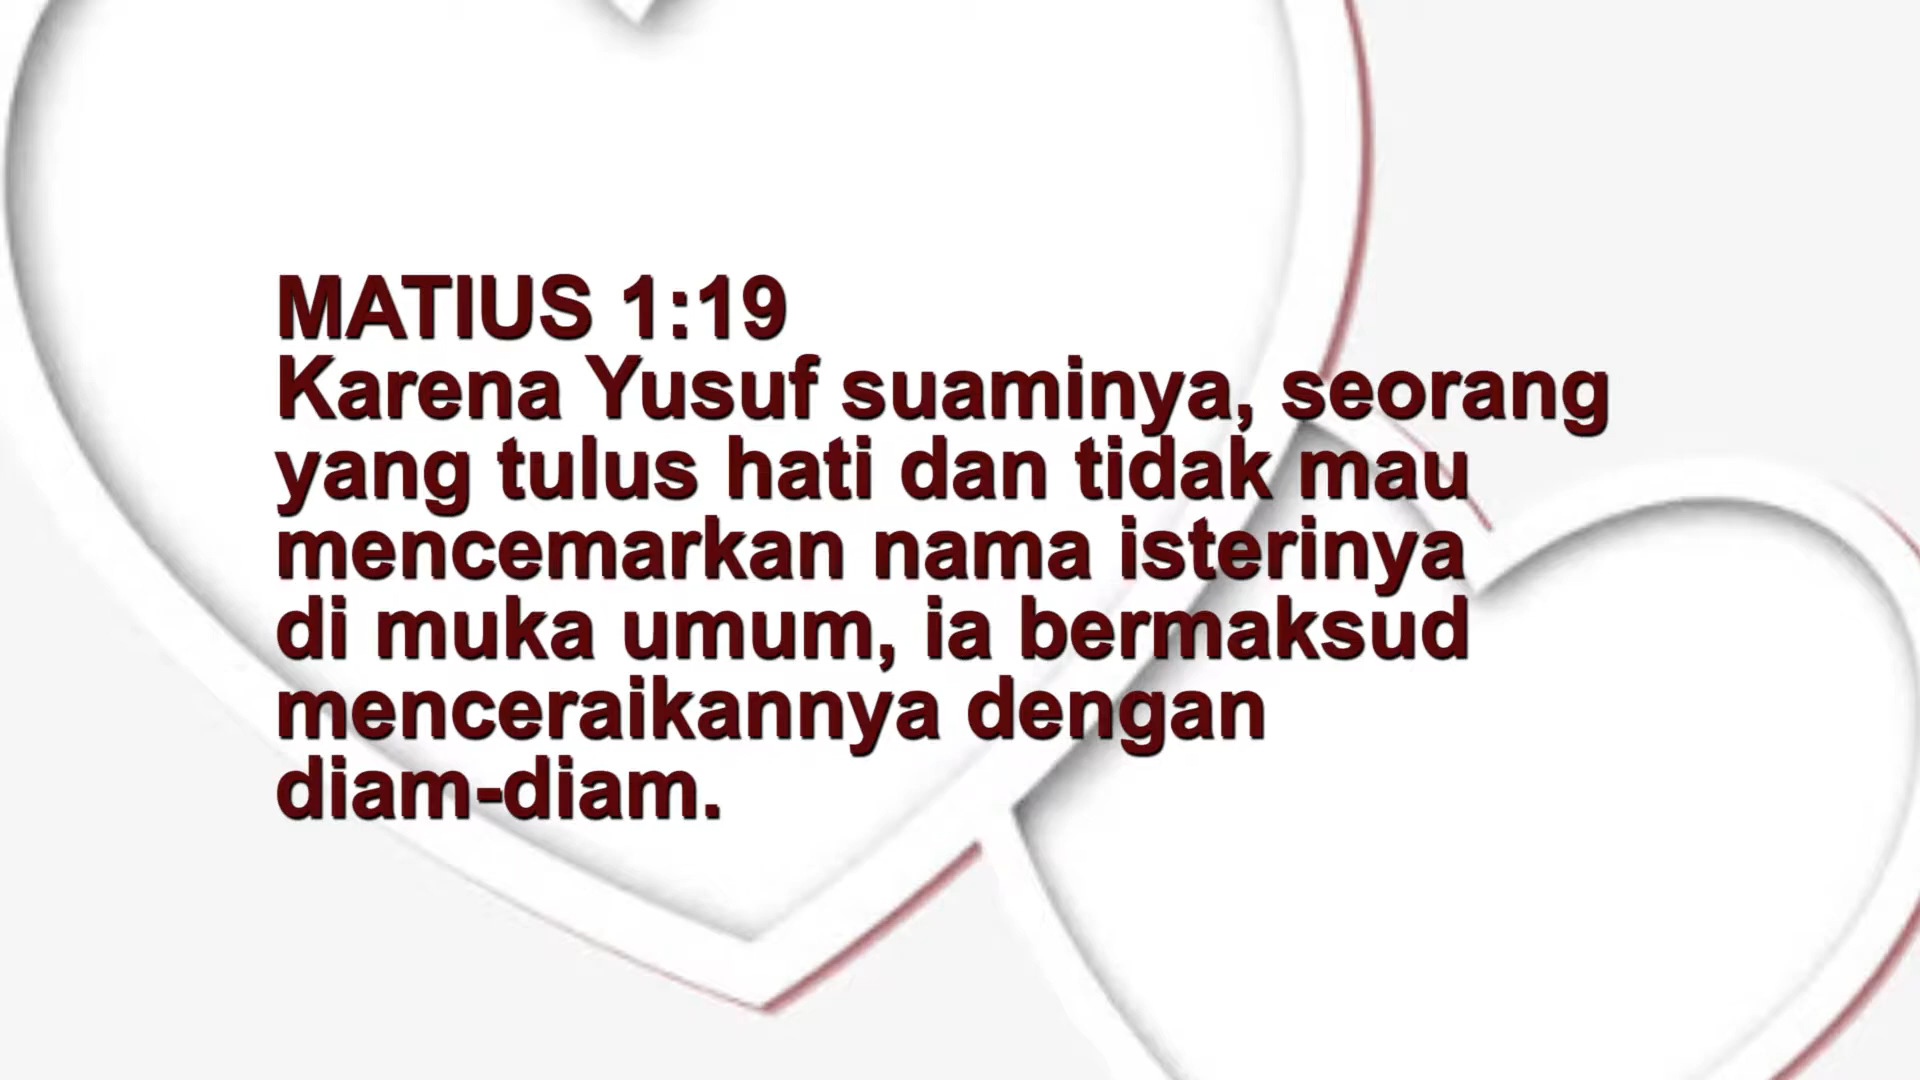 MATIUS 1:19
Karena Yusuf suaminya, seorang
yang tulus hati dan tidak mau
mencemarkan nama isterinya
di muka umum, ia bermaksud
menceraikannya dengan
diam-diam.